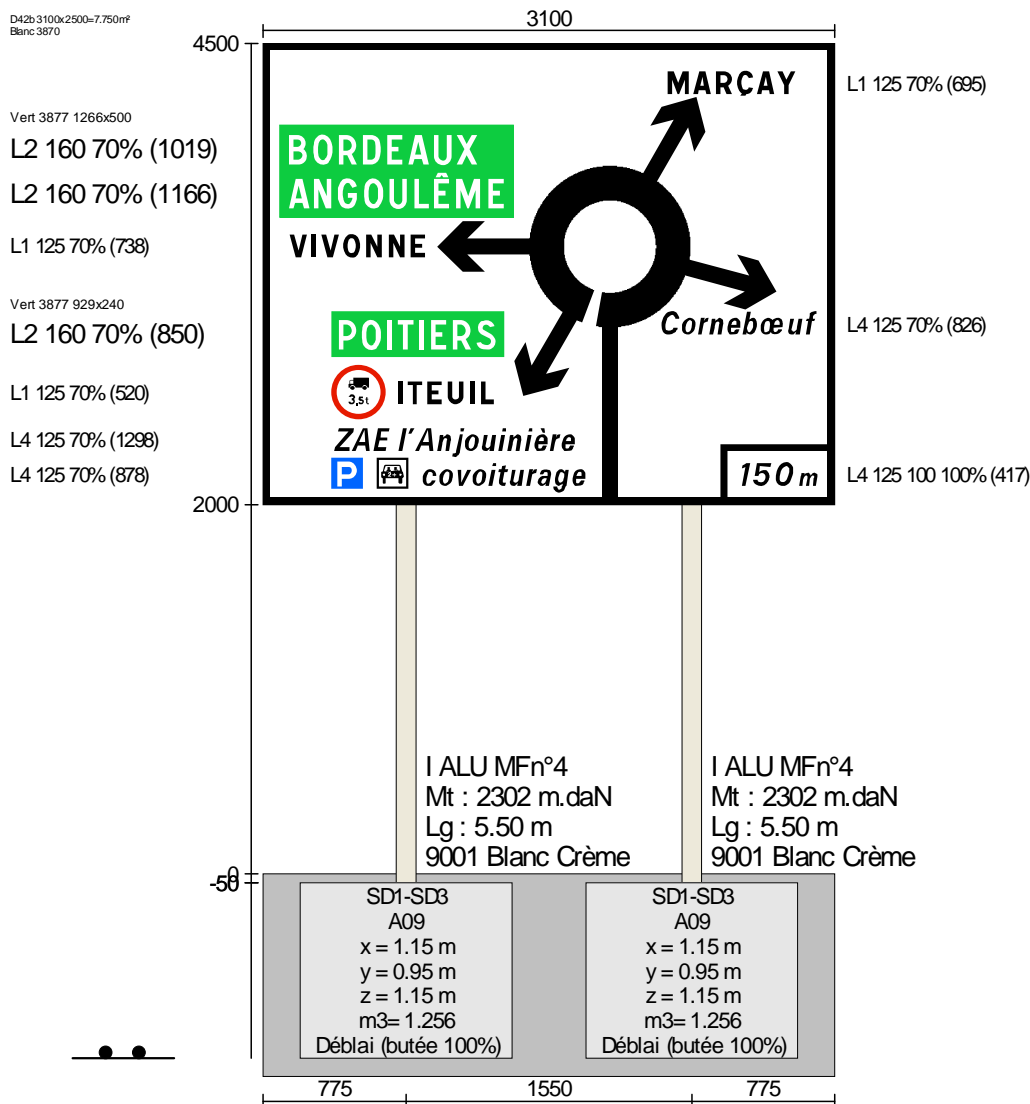 D42b 3100x2500=7.750m²
Blanc 3870
3100
4500
Vert 3877 1266x500
L2 160 70% (1019)
L2 160 70% (1166)
L1 125 70% (738)
Vert 3877 929x240
L2 160 70% (850)
L1 125 70% (520)
L4 125 70% (1298)
L4 125 70% (878)
MARÇAY
BORDEAUX
ANGOULÊME
VIVONNE
Cornebœuf
POITIERS
3,5t
ITEUIL
ZAE l'Anjouinière
P covoiturage
150 m
L1 125 70% (695)
L4 125 70% (826)
L4 125 100 100% (417)
2000
I ALU MFn°4
Mt : 2302 m.daN
Lg : 5.50 m
9001 Blanc Crème
I ALU MFn°4
Mt : 2302 m.daN
Lg : 5.50 m
9001 Blanc Crème
0
-50
SD1-SD3
A09
x = 1.15 m
y = 0.95 m
z = 1.15 m
m3= 1.256
Déblai (butée 100%)
SD1-SD3
A09
x = 1.15 m
y = 0.95 m
z = 1.15 m
m3= 1.256
Déblai (butée 100%)
775
1550
775